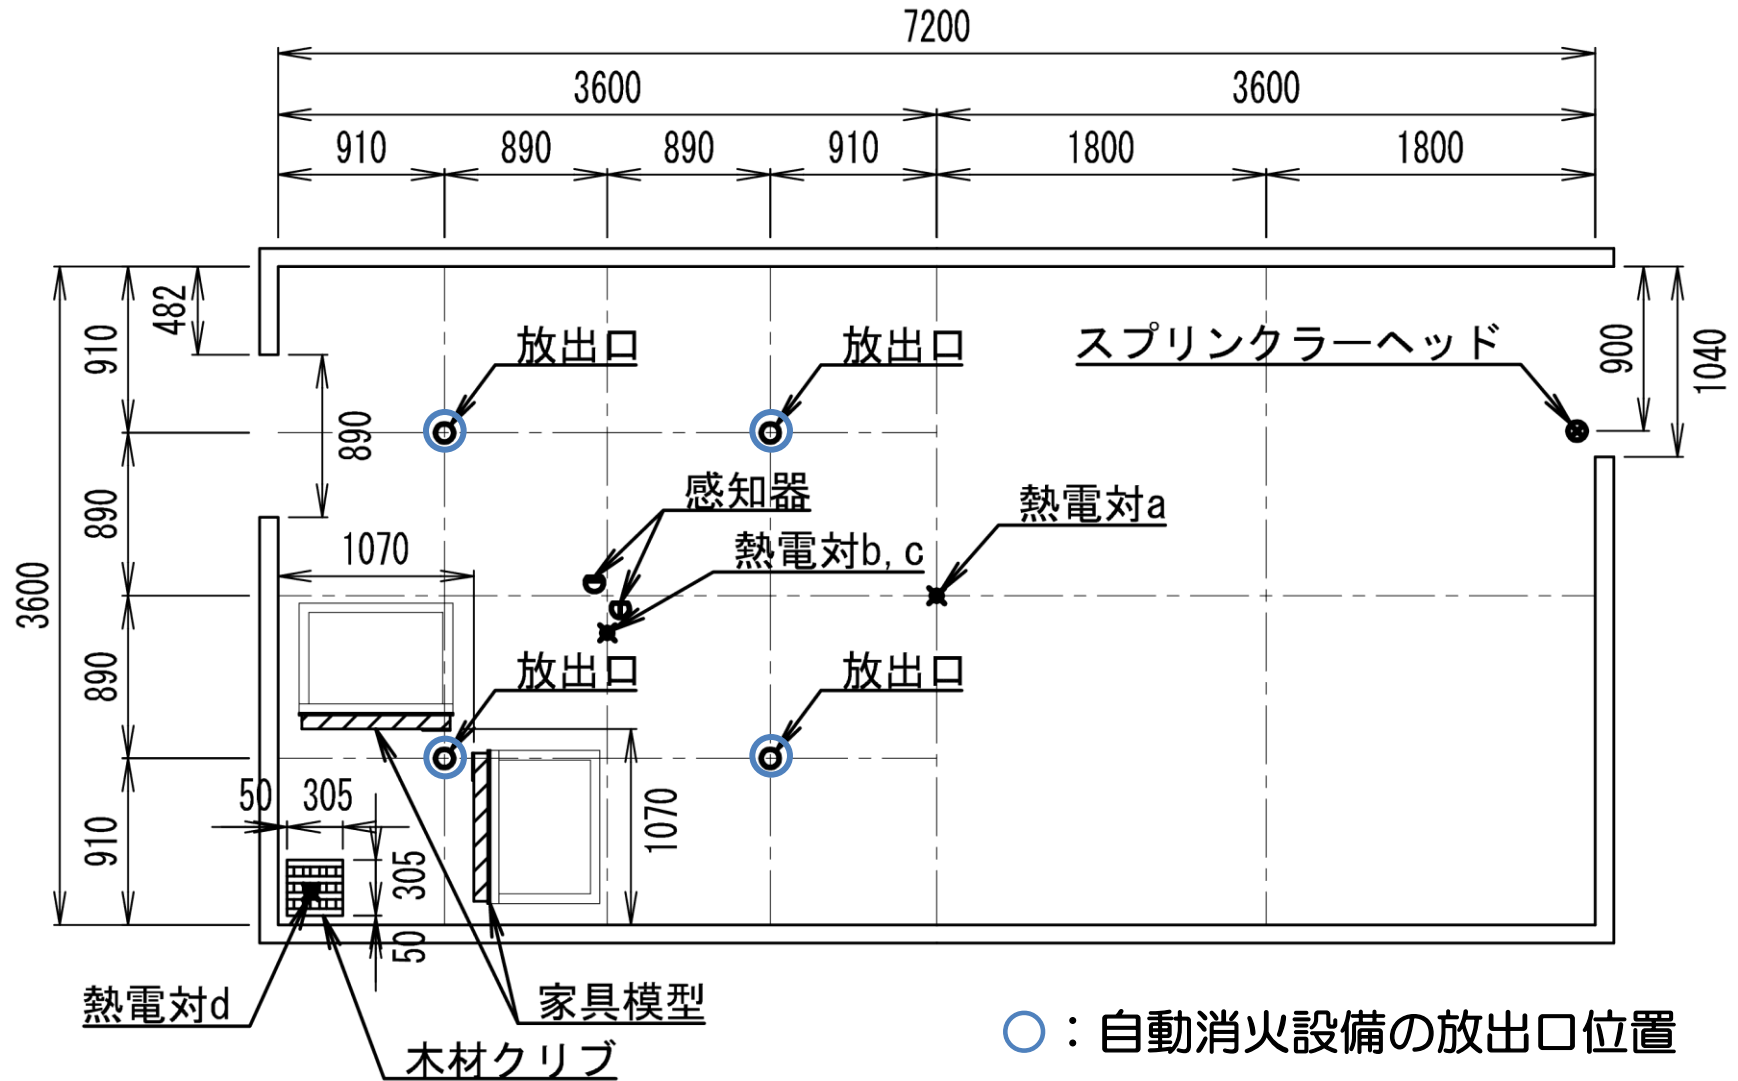 7200
3600
3600
910
890
890
910
1800
1800
482
910
放出口
放出口
スプリンクラーヘッド
900
1040
890
890
感知器
熱電対a
1070
熱電対b,c
3600
890
放出口
放出口
50
305
910
1070
305
50
熱電対d
家具模型
木材クリブ
:自動消火設備の放出口位置